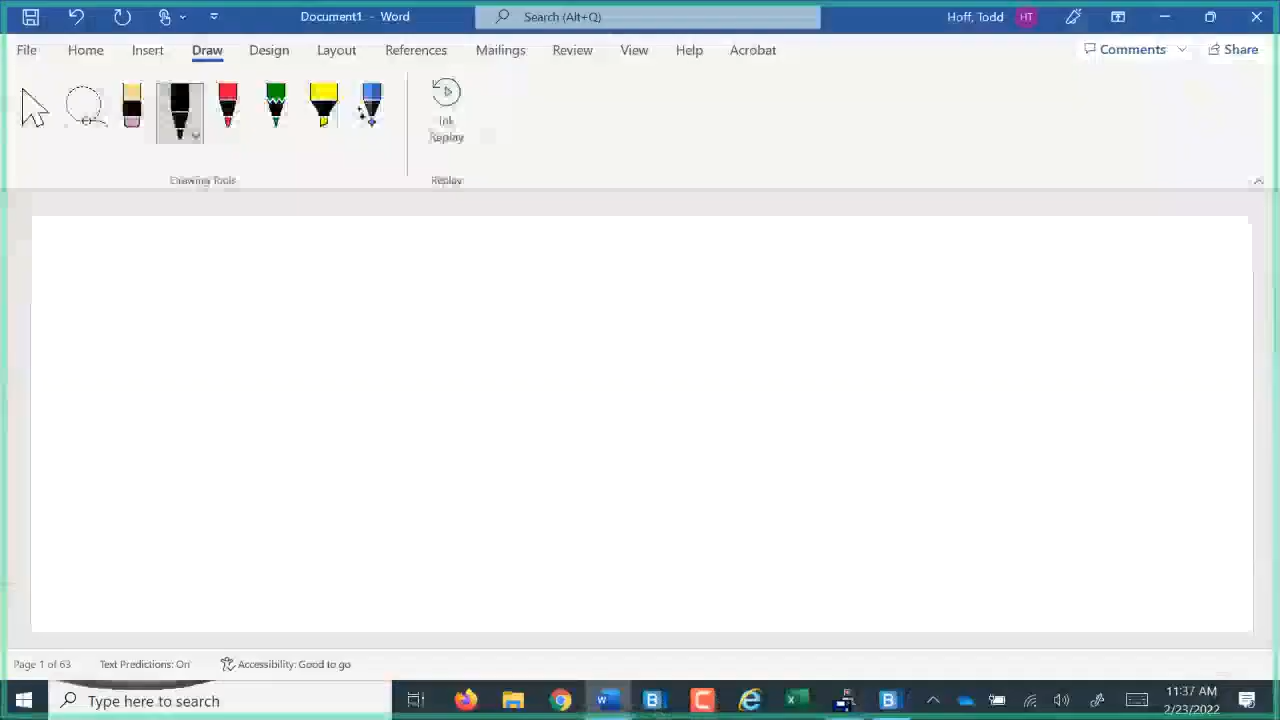 Document1 - Word
Search (Alt+Q)
Hoff, Todd
HT
File Home Insert Draw Design Layout References Mailings Review View Help Acrobat
Comments
Share
Ink
Replay
Drawing Tools
Replay
Page 1 of 63
Text Predictions: On
Accessibility: Good to go
Type here to search
11:37 AM
2/23/2022